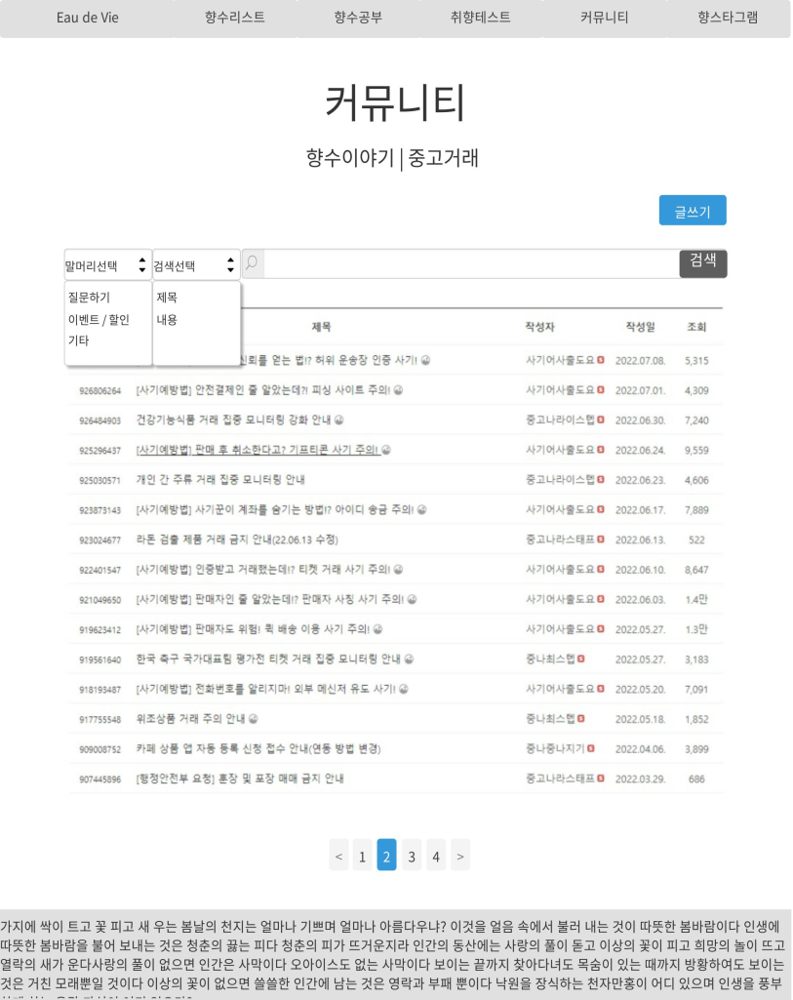 Eau de Vie 향수리스트 향수공부 취향테스트 커뮤니티 향스타그램
커뮤니티
향수이야기 | 중고거래
글쓰기
말머리선택 검색선택 검색
질문하기 제목
이벤트 / 할인 내용
기타
제목 작성자 작성일 조회
신뢰를 얻는 법!? 허위 운송장 인증 사기! 사기어사출도요 2022.07.08. 5,315
926806264 [사기예방법] 안전결제인 줄 알았는데?! 피싱 사이트 주의! 사기어사출도요 2022.07.01. 4,309
926484903 건강기능식품 거래 집중 모니터링 강화 안내 중고나라이스텝 2022.06.30. 7,240
925296437 [사기예방법] 판매 후 취소한다고? 기프티콘 사기 주의! 사기어사출도요 2022.06.24. 9,559
925030571 개인 간 주류 거래 집중 모니터링 안내 중고나라이스텝 2022.06.23. 4,606
923873143 [사기예방법] 사기꾼이 계좌를 숨기는 방법!? 아이디 송금 주의! 사기어사출도요 2022.06.17. 7,889
923024677 라돈 검출 제품 거래 금지 안내(22.06.13 수정) 중고나라스태프 2022.06.13. 522
922401547 [사기예방법] 인증받고 거래했는데!? 티켓 거래 사기 주의! 사기어사출도요 2022.06.10. 8,647
921049650 [사기예방법] 판매자인 줄 알았는데!? 판매자 사칭 사기 주의! 사기어사출도요 2022.06.03. 1.4만
919623412 [사기예방법] 판매자도 위험! 퀵 배송 이용 사기 주의! 사기어사출도요 2022.05.27. 1.3만
919561640 한국 축구 국가대표팀 평가전 티켓 거래 집중 모니터링 안내 중나최스텝 2022.05.27. 3,183
918193487 [사기예방법] 전화번호를 알리지마! 외부 메신저 유도 사기! 사기어사출도요 2022.05.20. 7,091
917755548 위조상품 거래 주의 안내 중나최스텝 2022.05.18. 1,852
909008752 카페 상품 앱 자동 등록 신청 접수 안내(연동 방법 변경) 중나중나지기 2022.04.06. 3,899
907445896 [행정안전부 요청] 훈장 및 포장 매매 금지 안내 중고나라스태프 2022.03.29. 686
< 1 2 3 4 >
가지에 싹이 트고 꽃 피고 새 우는 봄날의 천지는 얼마나 기쁘며 얼마나 아름다우냐? 이것을 얼음 속에서 불러 내는 것이 따뜻한 봄바람이다 인생에
따뜻한 봄바람을 불어 보내는 것은 청춘의 끓는 피다 청춘의 피가 뜨거운지라 인간의 동산에는 사랑의 풀이 돋고 이상의 꽃이 피고 희망의 놀이 뜨고
열락의 새가 운다사랑의 풀이 없으면 인간은 사막이다 오아이스도 없는 사막이다 보이는 끝까지 찾아다녀도 목숨이 있는 때까지 방황하여도 보이는
것은 거친 모래뿐일 것이다 이상의 꽃이 없으면 쓸쓸한 인간에 남는 것은 영락과 부패 뿐이다 낙원을 장식하는 천자만홍이 어디 있으며 인생을 풍부